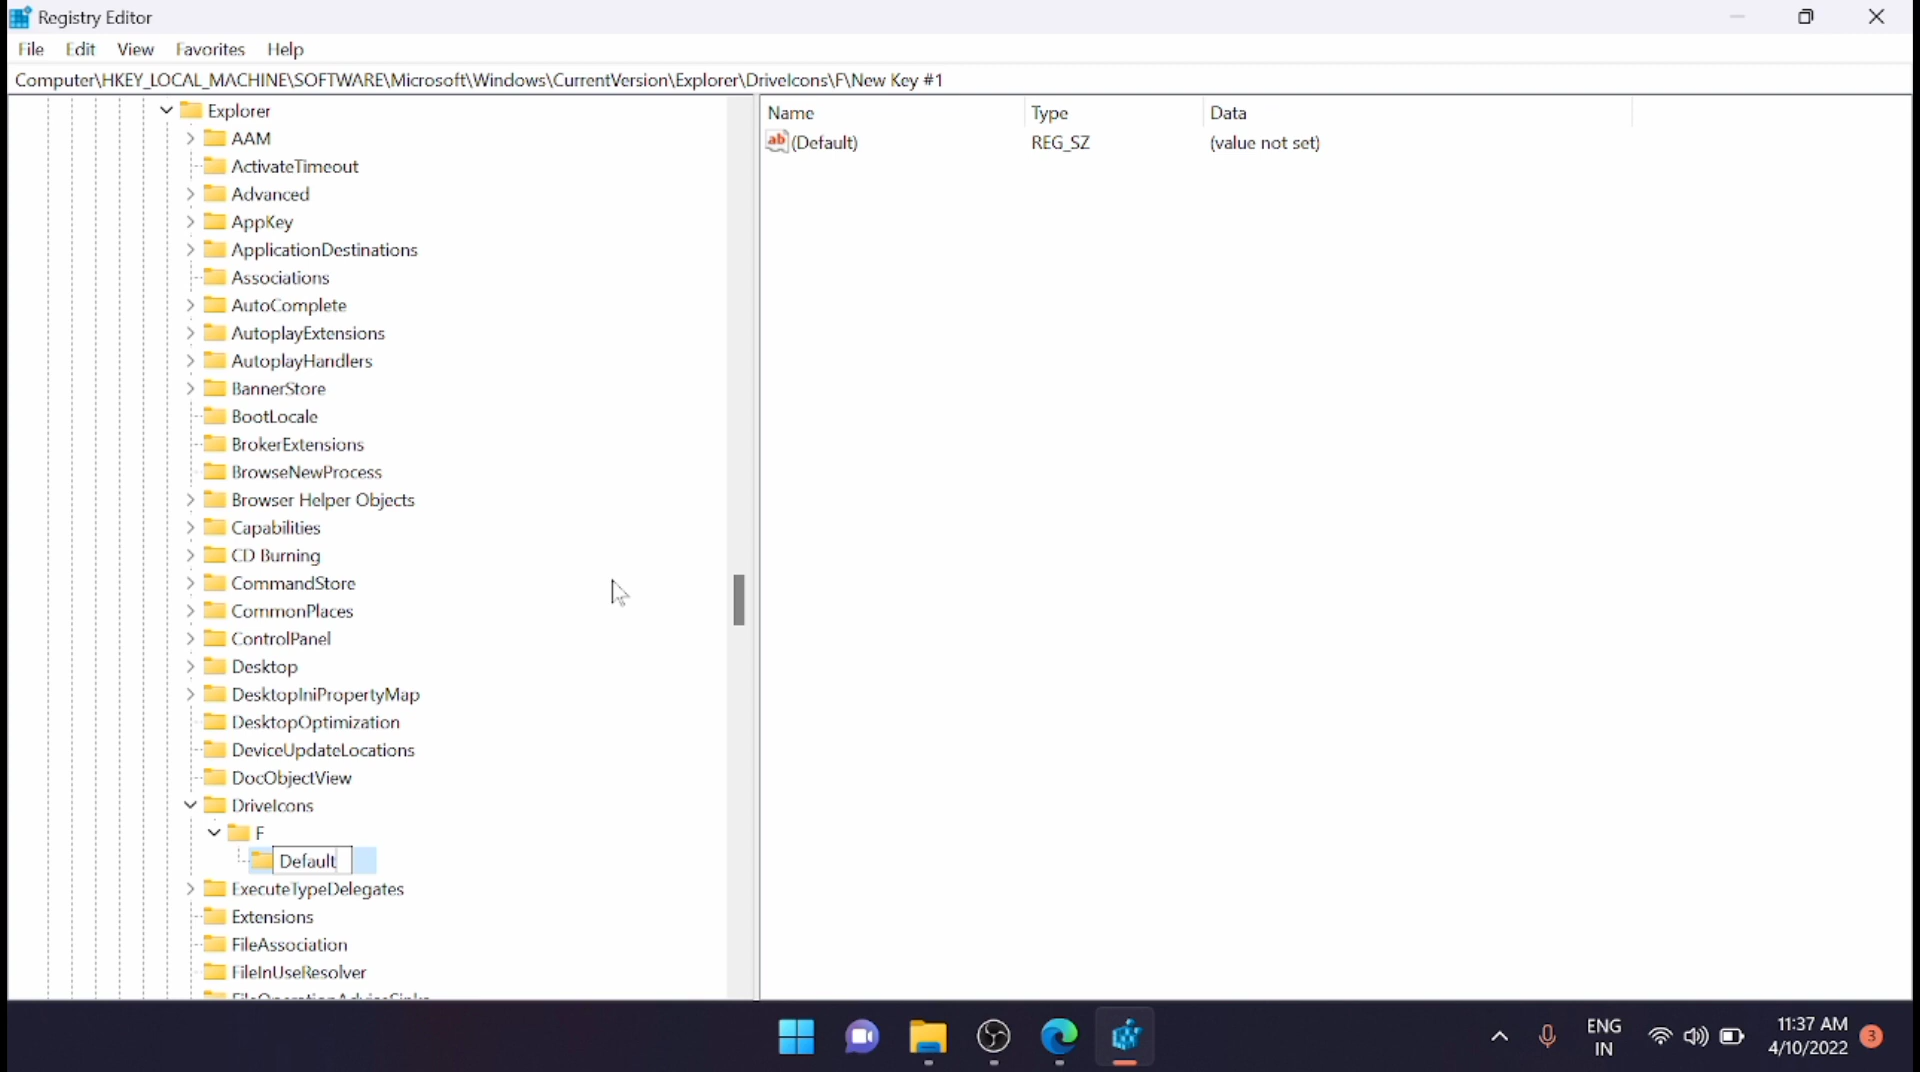 Registry Editor
File Edit View Favorites Help
Computer\HKEY_LOCAL_MACHINE\SOFTWARE\Microsoft\Windows\CurrentVersion\Explorer\DriveIcons\F\New Key #1
Explorer
AAM
ActivateTimeout
Advanced
AppKey
ApplicationDestinations
Associations
AutoComplete
AutoplayExtensions
AutoplayHandlers
BannerStore
BootLocale
BrokerExtensions
BrowseNewProcess
Browser Helper Objects
Capabilities
CD Burning
CommandStore
CommonPlaces
ControlPanel
Desktop
DesktopIniPropertyMap
DesktopOptimization
DeviceUpdateLocations
DocObjectView
DriveIcons
F
Default
ExecuteTypeDelegates
Extensions
FileAssociation
FileInUseResolver
Name Type Data
ab (Default) REG_SZ (value not set)
ENG
IN
11:37 AM
4/10/2022
3